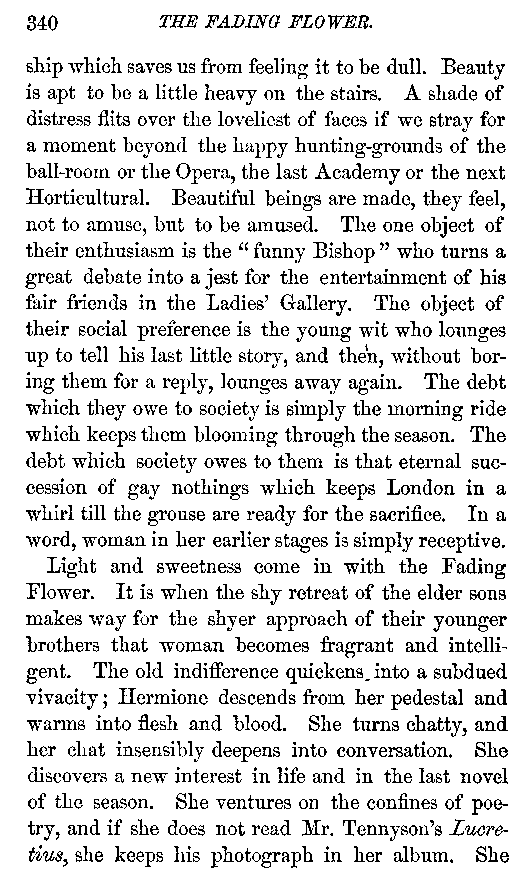 340 THE FADING FLOWER.
ship which saves us from feeling it to be dull. Beauty
is apt to be a little heavy on the stairs. A shade of
distress flits over the loveliest of faces if we stray for
a moment beyond the happy hunting-grounds of the
ball-room or the Opera, the last Academy or the next
Horticultural. Beautiful beings are made, they feel,
not to amuse, but to be amused. The one object of
their enthusiasm is the “funny Bishop” who turns a
great debate into a jest for the entertainment of his
fair friends in the Ladies’ Gallery. The object of
their social preference is the young wit who lounges
up to tell his last little story, and then, without bor-
ing them for a reply, lounges away again. The debt
which they owe to society is simply the morning ride
which keeps them blooming through the season. The
debt which society owes to them is that eternal suc-
cession of gay nothings which keeps London in a
whirl till the grouse are ready for the sacrifice. In a
word, woman in her earlier stages is simply receptive.
Light and sweetness come in with the Fading
Flower. It is when the shy retreat of the elder sons
makes way for the shyer approach of their younger
brothers that woman becomes fragrant and intelli-
gent. The old indifference quickens into a subdued
vivacity; Hermione descends from her pedestal and
warms into flesh and blood. She turns chatty, and
her chat insensibly deepens into conversation. She
discovers a new interest in life and in the last novel
of the season. She ventures on the confines of poe-
try, and if she does not read Mr. Tennyson’s Lucre-
tius, she keeps his photograph in her album. She